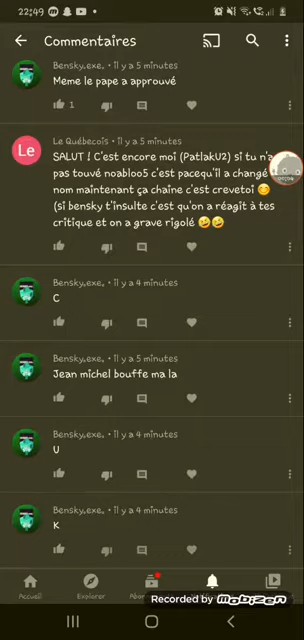 22:49
Commentaires
Bensky.exe. • il y a 5 minutes
Meme le pape a approuvé
1
Le
Le Québecois • il y a 5 minutes
SALUT ! C'est encore moi (PatlakU2) si tu n'a
pas touvé noabloo5 c'est pacequ'il a changé
nom maintenant ça chaîne c'est crevetoi 😊
(si bensky t'insulte c'est qu'on a réagit à tes
critique et on a grave rigolé 🤣🤣
Bensky.exe. • il y a 4 minutes
C
Bensky.exe. • il y a 5 minutes
Jean michel bouffe ma la
Bensky.exe. • il y a 4 minutes
U
Bensky.exe. • il y a 4 minutes
K
Accueil
Explorer
Recorded by mobizen